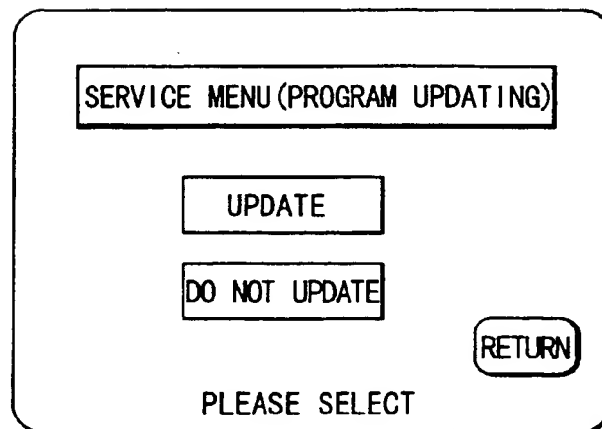 SERVICE MENU(PROGRAM UPDATING)
UPDATE
DO NOT UPDATE
RETURN
PLEASE SELECT